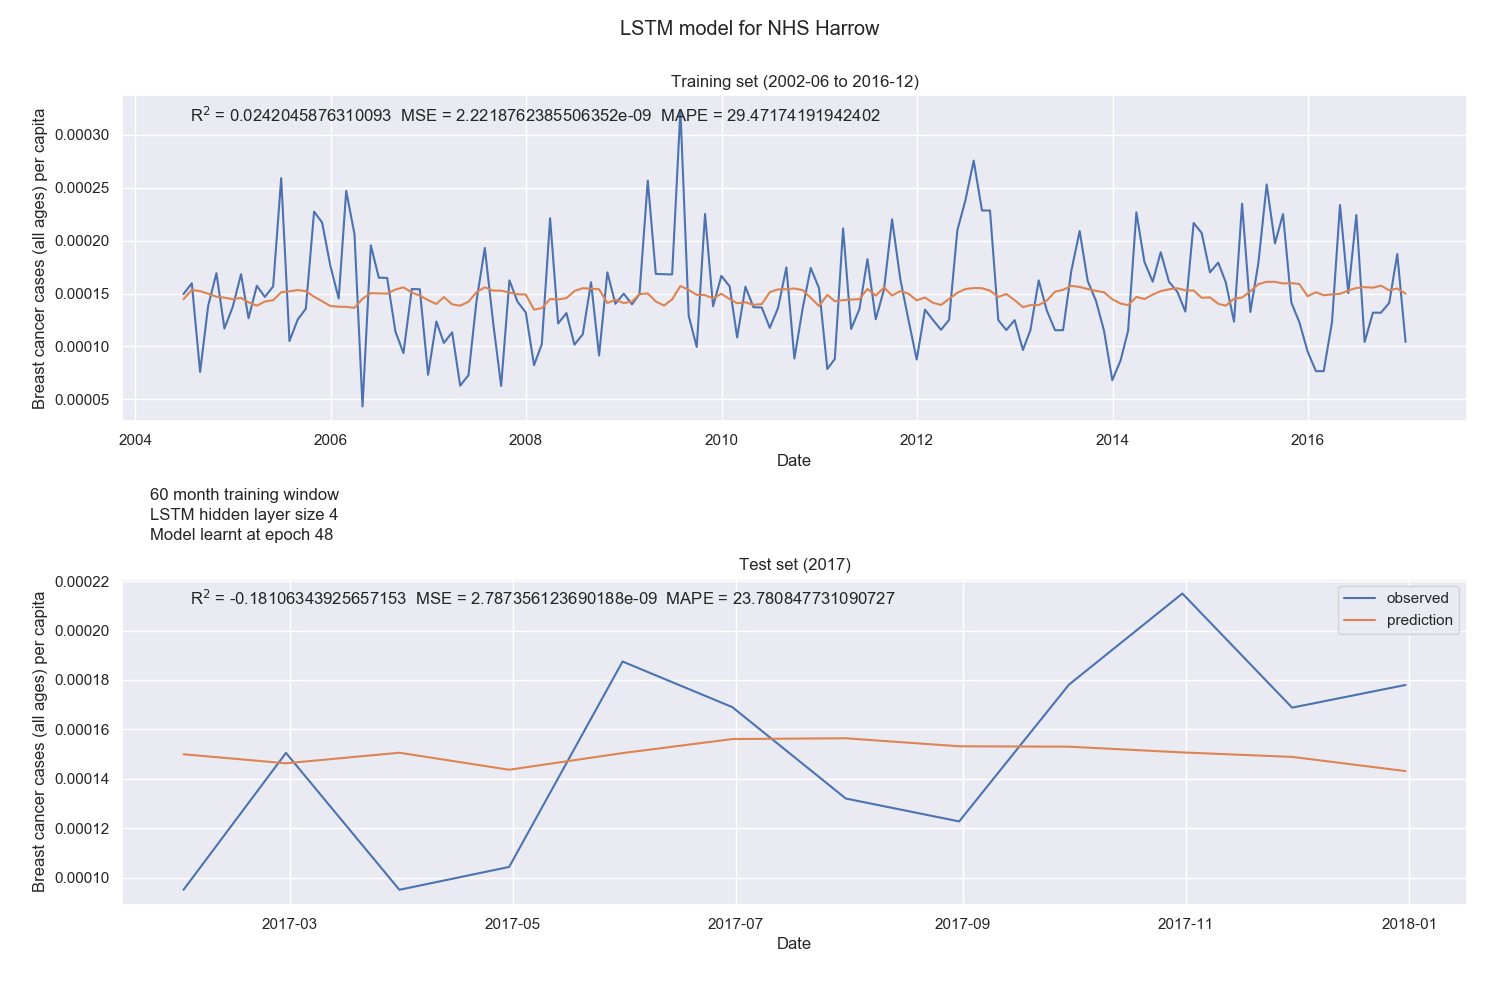 LSTM model for NHS Harrow
Training set (2002-06 to 2016-12)
R² = 0.0242045876310093 MSE = 2.2218762385506352e-09 MAPE = 29.47174191942402
Breast cancer cases (all ages) per capita
0.00030
0.00025
0.00020
0.00015
0.00010
0.00005
2004 2006 2008 2010 2012 2014 2016
Date
60 month training window
LSTM hidden layer size 4
Model learnt at epoch 48
Test set (2017)
R² = -0.18106343925657153 MSE = 2.787356123690188e-09 MAPE = 23.780847731090727
observed
prediction
Breast cancer cases (all ages) per capita
0.00022
0.00020
0.00018
0.00016
0.00014
0.00012
0.00010
2017-03 2017-05 2017-07 2017-09 2017-11 2018-01
Date